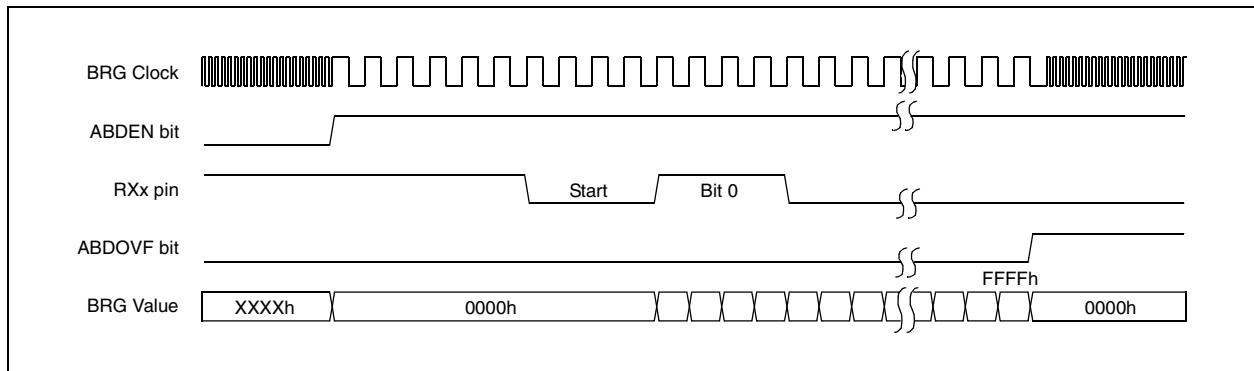 BRG Clock
ABDEN bit
RXx pin
Start
Bit 0
ABDOVF bit
FFFFh
BRG Value
XXXXh
0000h
0000h